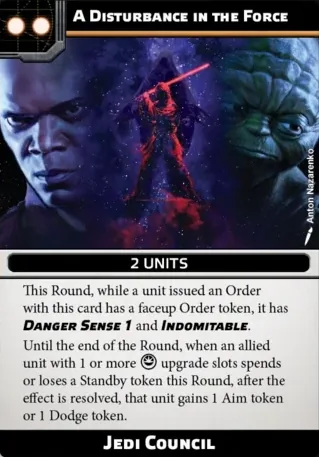 A Disturbance in the Force
Anton Nazarenko
2 UNITS
This Round, while a unit issued an Order
with this card has a faceup Order token, it has
Danger Sense 1 and Indomitable.
Until the end of the Round, when an allied
unit with 1 or more upgrade slots spends
or loses a Standby token this Round, after the
effect is resolved, that unit gains 1 Aim token
or 1 Dodge token.
Jedi Council